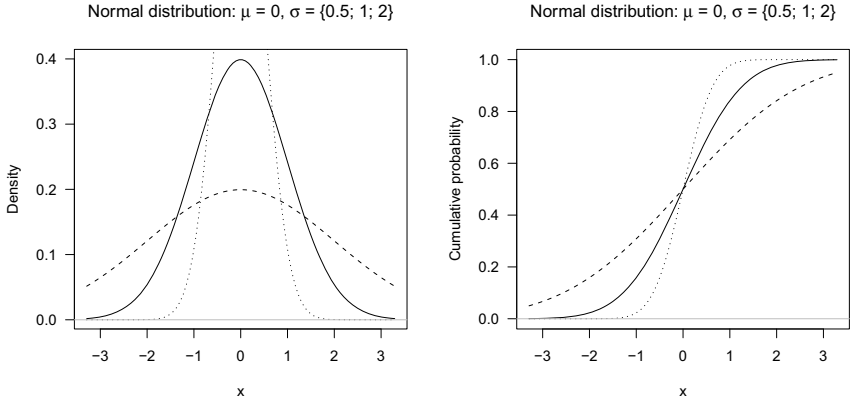 Normal distribution: μ = 0, σ = {0.5; 1; 2}
Density
0.4
0.3
0.2
0.1
0.0
−3 −2 −1 0 1 2 3
x
Normal distribution: μ = 0, σ = {0.5; 1; 2}
Cumulative probability
1.0
0.8
0.6
0.4
0.2
0.0
−3 −2 −1 0 1 2 3
x